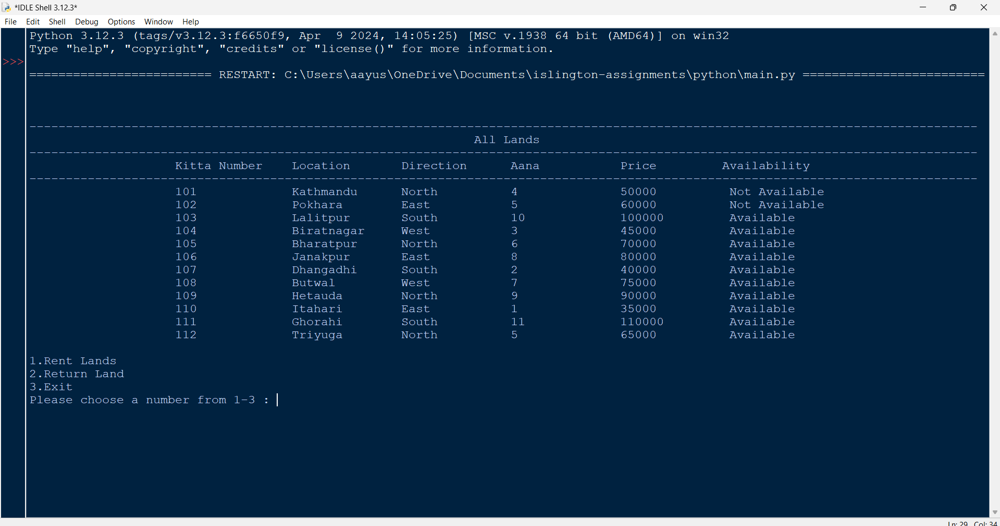 *IDLE Shell 3.12.3*
File Edit Shell Debug Options Window Help
Python 3.12.3 (tags/v3.12.3:f6650f9, Apr  9 2024, 14:05:25) [MSC v.1938 64 bit (AMD64)] on win32
Type "help", "copyright", "credits" or "license()" for more information.
>>>
========================= RESTART: C:\Users\aayus\OneDrive\Documents\islington-assignments\python\main.py =========================
----------------------------------------------------------------------------------------------------------------------------------
All Lands
----------------------------------------------------------------------------------------------------------------------------------
Kitta Number Location Direction Aana Price Availability
----------------------------------------------------------------------------------------------------------------------------------
101 Kathmandu North 4 50000 Not Available
102 Pokhara East 5 60000 Not Available
103 Lalitpur South 10 100000 Available
104 Biratnagar West 3 45000 Available
105 Bharatpur North 6 70000 Available
106 Janakpur East 8 80000 Available
107 Dhangadhi South 2 40000 Available
108 Butwal West 7 75000 Available
109 Hetauda North 9 90000 Available
110 Itahari East 1 35000 Available
111 Ghorahi South 11 110000 Available
112 Triyuga North 5 65000 Available
1.Rent Lands
2.Return Land
3.Exit
Please choose a number from 1-3 :
Ln: 29 Col: 34